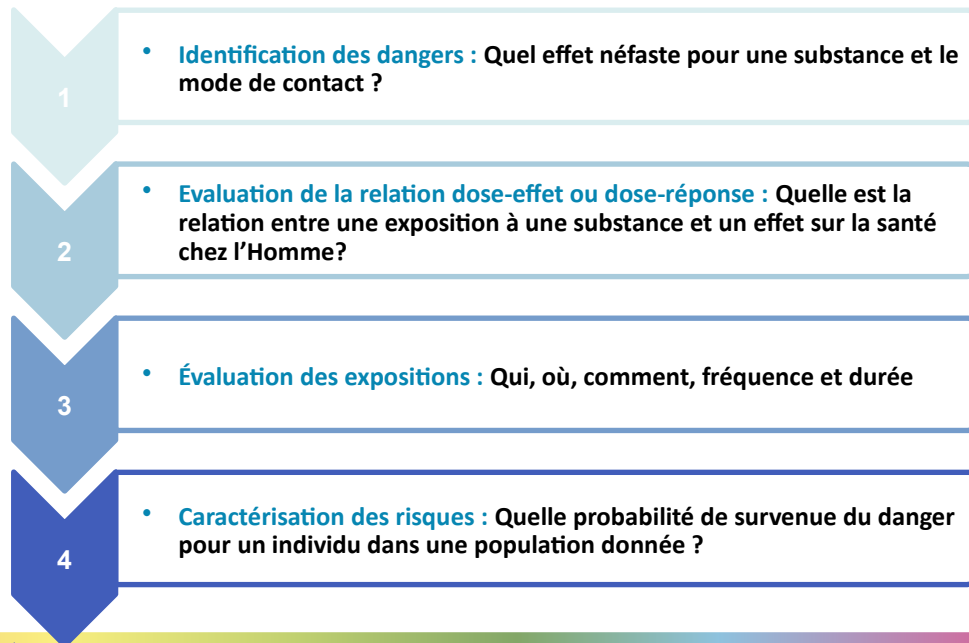 1
• Identification des dangers : Quel effet néfaste pour une substance et le
mode de contact ?
2
• Evaluation de la relation dose-effet ou dose-réponse : Quelle est la
relation entre une exposition à une substance et un effet sur la santé
chez l’Homme?
3
• Évaluation des expositions : Qui, où, comment, fréquence et durée
4
• Caractérisation des risques : Quelle probabilité de survenue du danger
pour un individu dans une population donnée ?